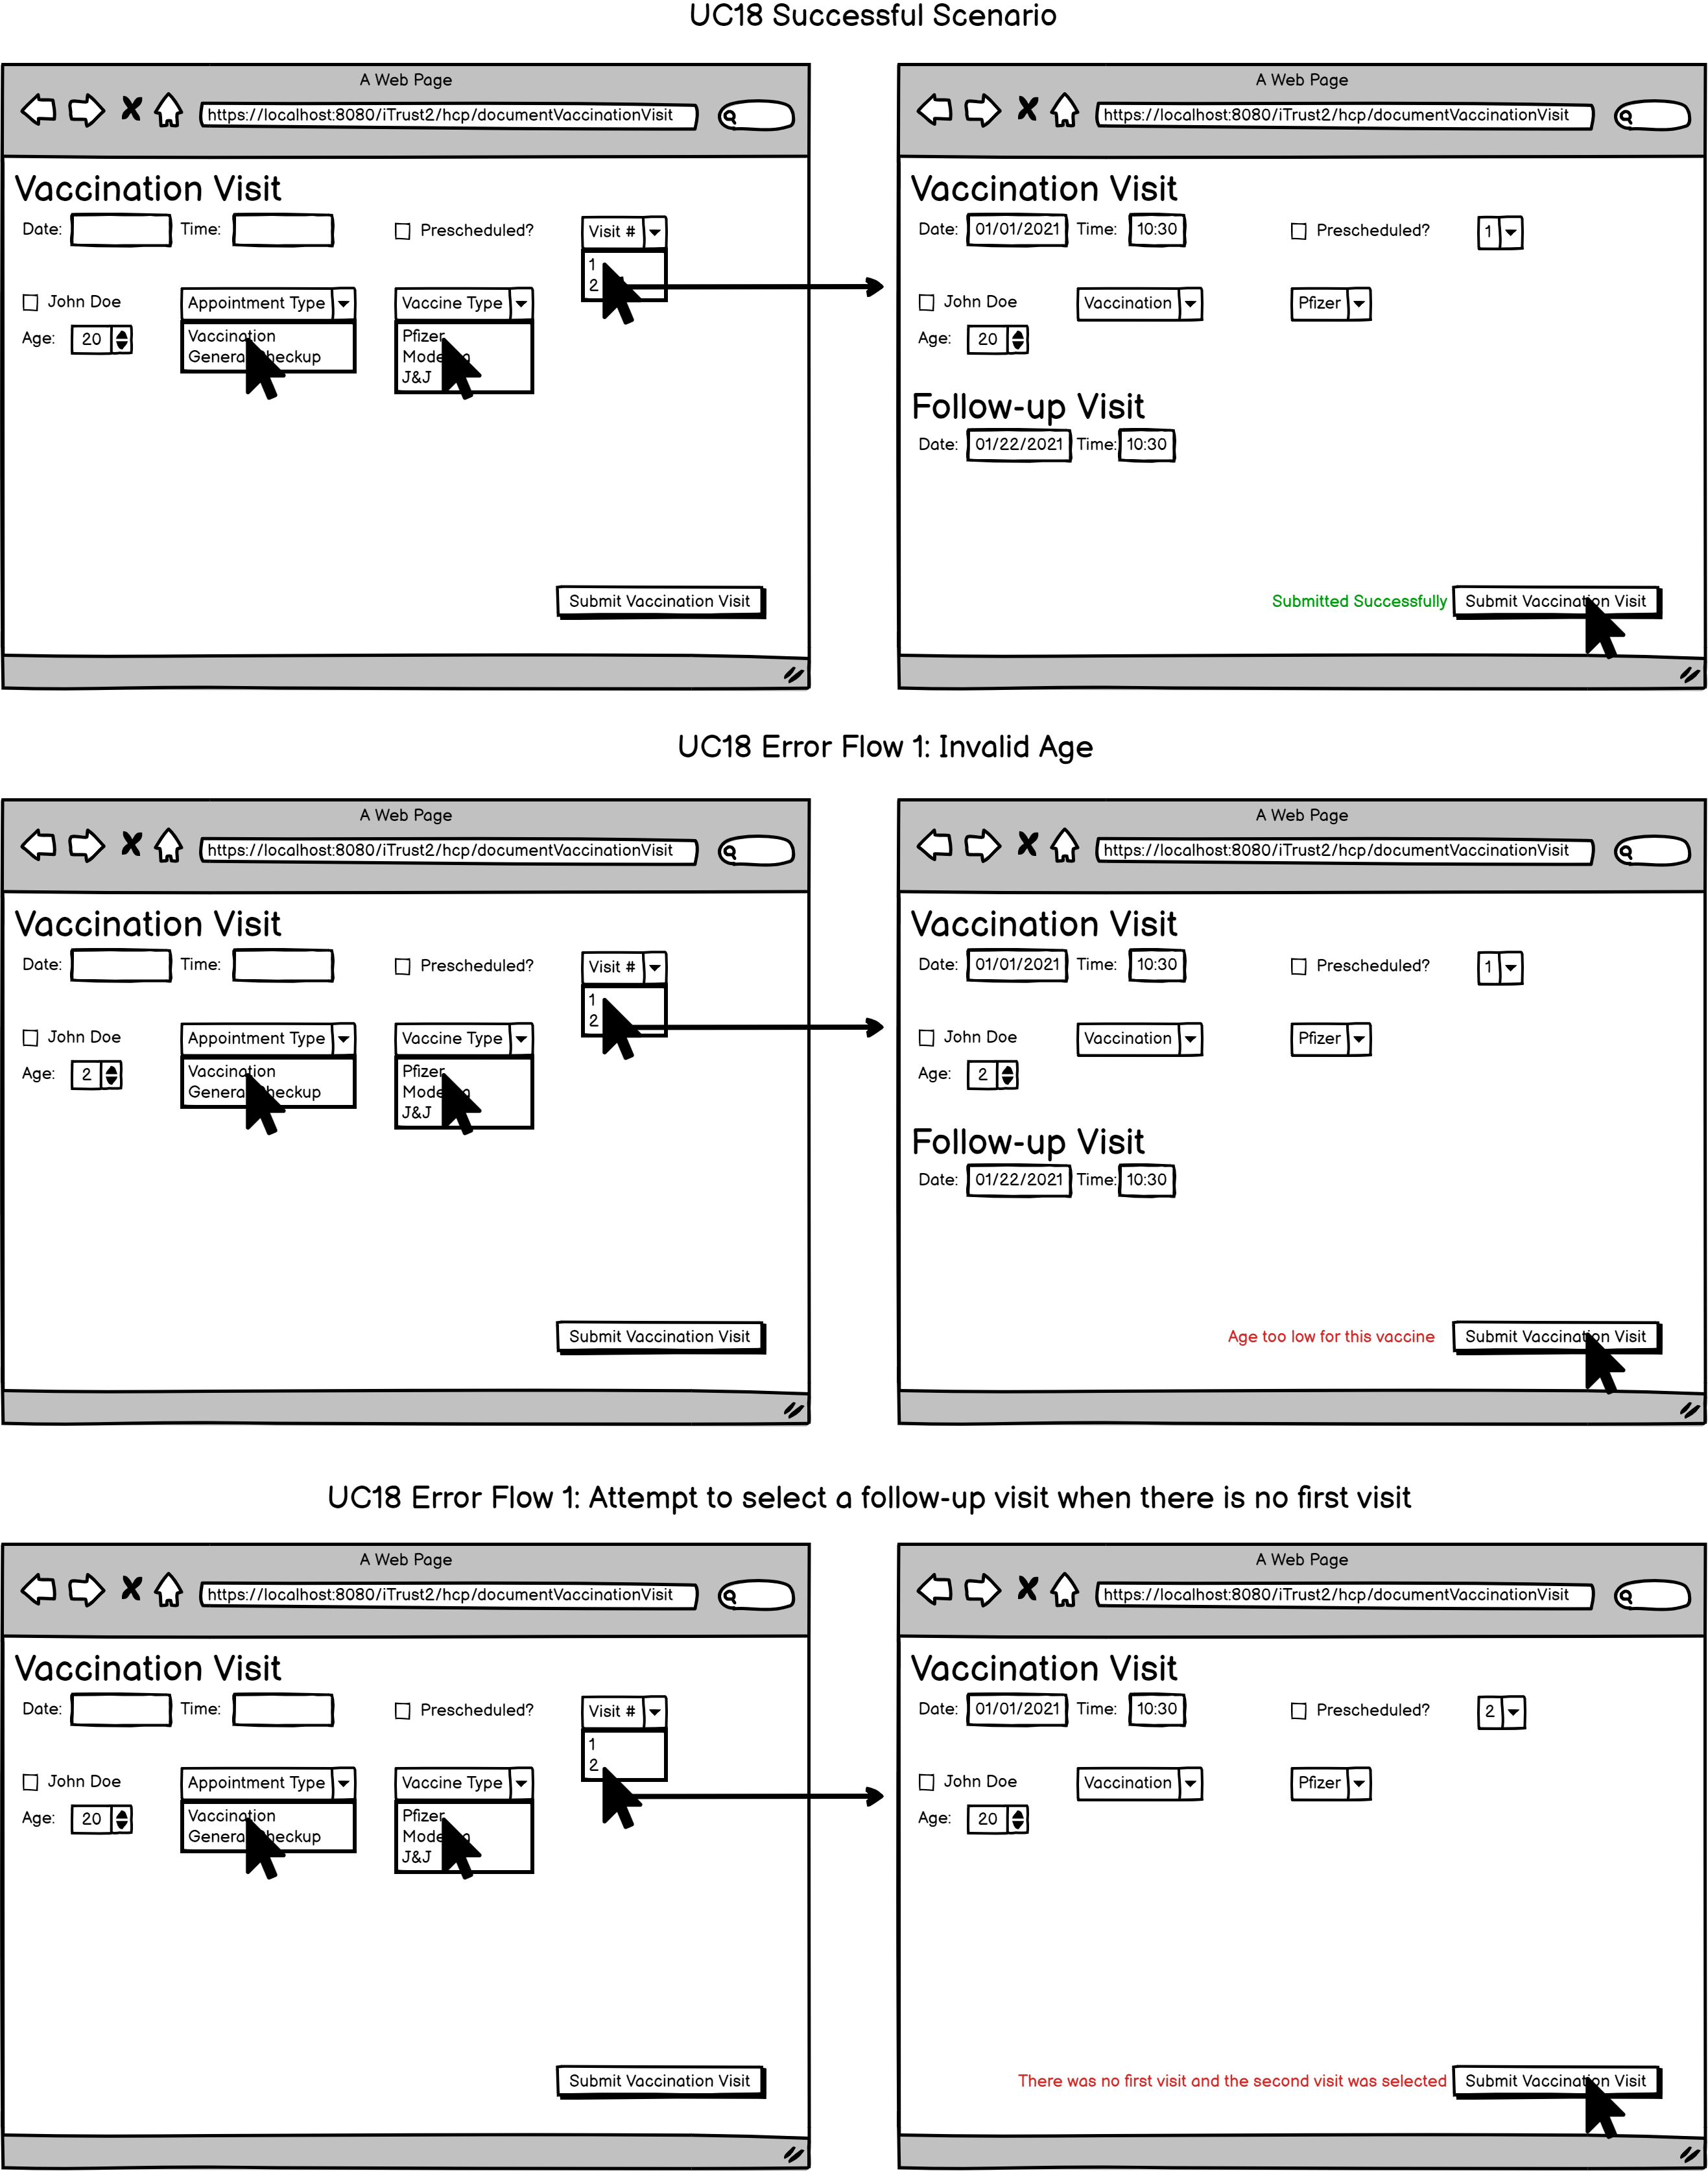 UC18 Successful Scenario
A Web Page
https://localhost:8080/iTrust2/hcp/documentVaccinationVisit
Vaccination Visit
Date: Time: Prescheduled? Visit #
1
2
John Doe Appointment Type Vaccine Type
Age: 20 Vaccination Pfizer
J&J
Submit Vaccination Visit
A Web Page
https://localhost:8080/iTrust2/hcp/documentVaccinationVisit
Vaccination Visit
Date: 01/01/2021 Time: 10:30 Prescheduled? 1
John Doe Vaccination Pfizer
Age: 20
Follow-up Visit
Date: 01/22/2021 Time: 10:30
Submitted Successfully Submit Vaccination Visit
UC18 Error Flow 1: Invalid Age
A Web Page
https://localhost:8080/iTrust2/hcp/documentVaccinationVisit
Vaccination Visit
Date: Time: Prescheduled? Visit #
1
2
John Doe Appointment Type Vaccine Type
Age: 2 Vaccination Pfizer
J&J
Submit Vaccination Visit
A Web Page
https://localhost:8080/iTrust2/hcp/documentVaccinationVisit
Vaccination Visit
Date: 01/01/2021 Time: 10:30 Prescheduled? 1
John Doe Vaccination Pfizer
Age: 2
Follow-up Visit
Date: 01/22/2021 Time: 10:30
Age too low for this vaccine Submit Vaccination Visit
UC18 Error Flow 1: Attempt to select a follow-up visit when there is no first visit
A Web Page
https://localhost:8080/iTrust2/hcp/documentVaccinationVisit
Vaccination Visit
Date: Time: Prescheduled? Visit #
1
2
John Doe Appointment Type Vaccine Type
Age: 20 Vaccination Pfizer
J&J
Submit Vaccination Visit
A Web Page
https://localhost:8080/iTrust2/hcp/documentVaccinationVisit
Vaccination Visit
Date: 01/01/2021 Time: 10:30 Prescheduled? 2
John Doe Vaccination Pfizer
Age: 20
There was no first visit and the second visit was selected Submit Vaccination Visit